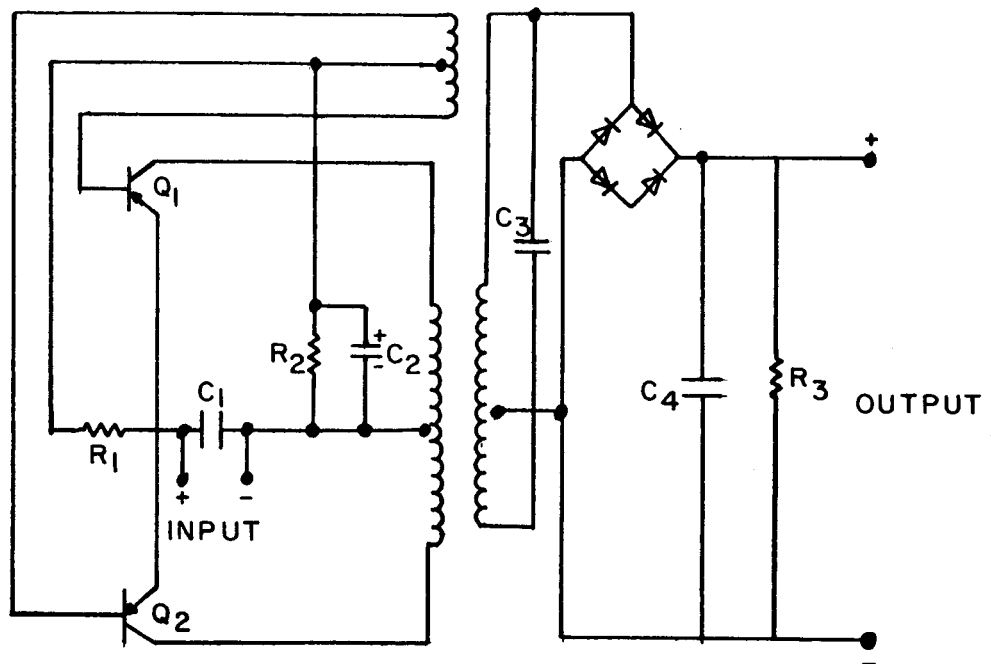 Q1
C3
+
R2
+
-
C2
C1
C4
R3
OUTPUT
R1
+
-
INPUT
Q2
-